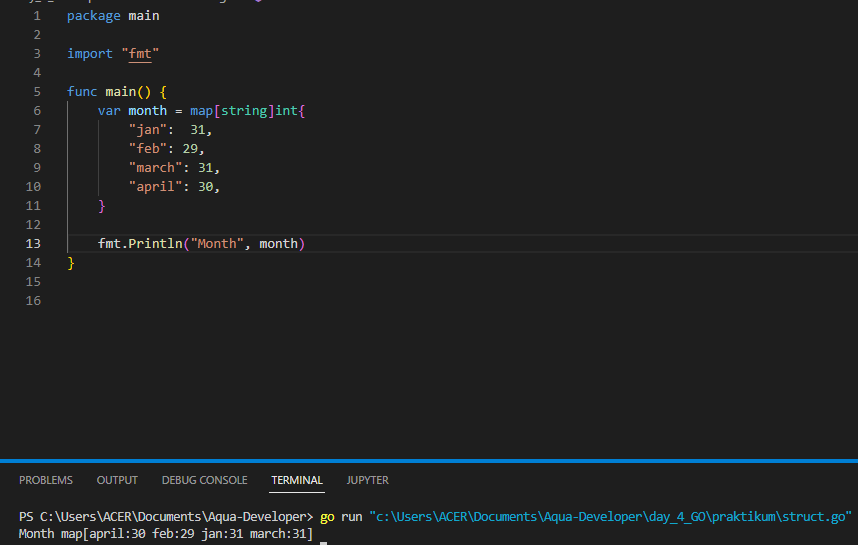 1 package main
2
3 import "fmt"
4
5 func main() {
6     var month = map[string]int{
7         "jan":  31,
8         "feb": 29,
9         "march": 31,
10         "april": 30,
11     }
12
13     fmt.Println("Month", month)
14 }
15
16
PROBLEMS OUTPUT DEBUG CONSOLE TERMINAL JUPYTER
PS C:\Users\ACER\Documents\Aqua-Developer> go run "c:\Users\ACER\Documents\Aqua-Developer\day_4_GO\praktikum\struct.go"
Month map[april:30 feb:29 jan:31 march:31]